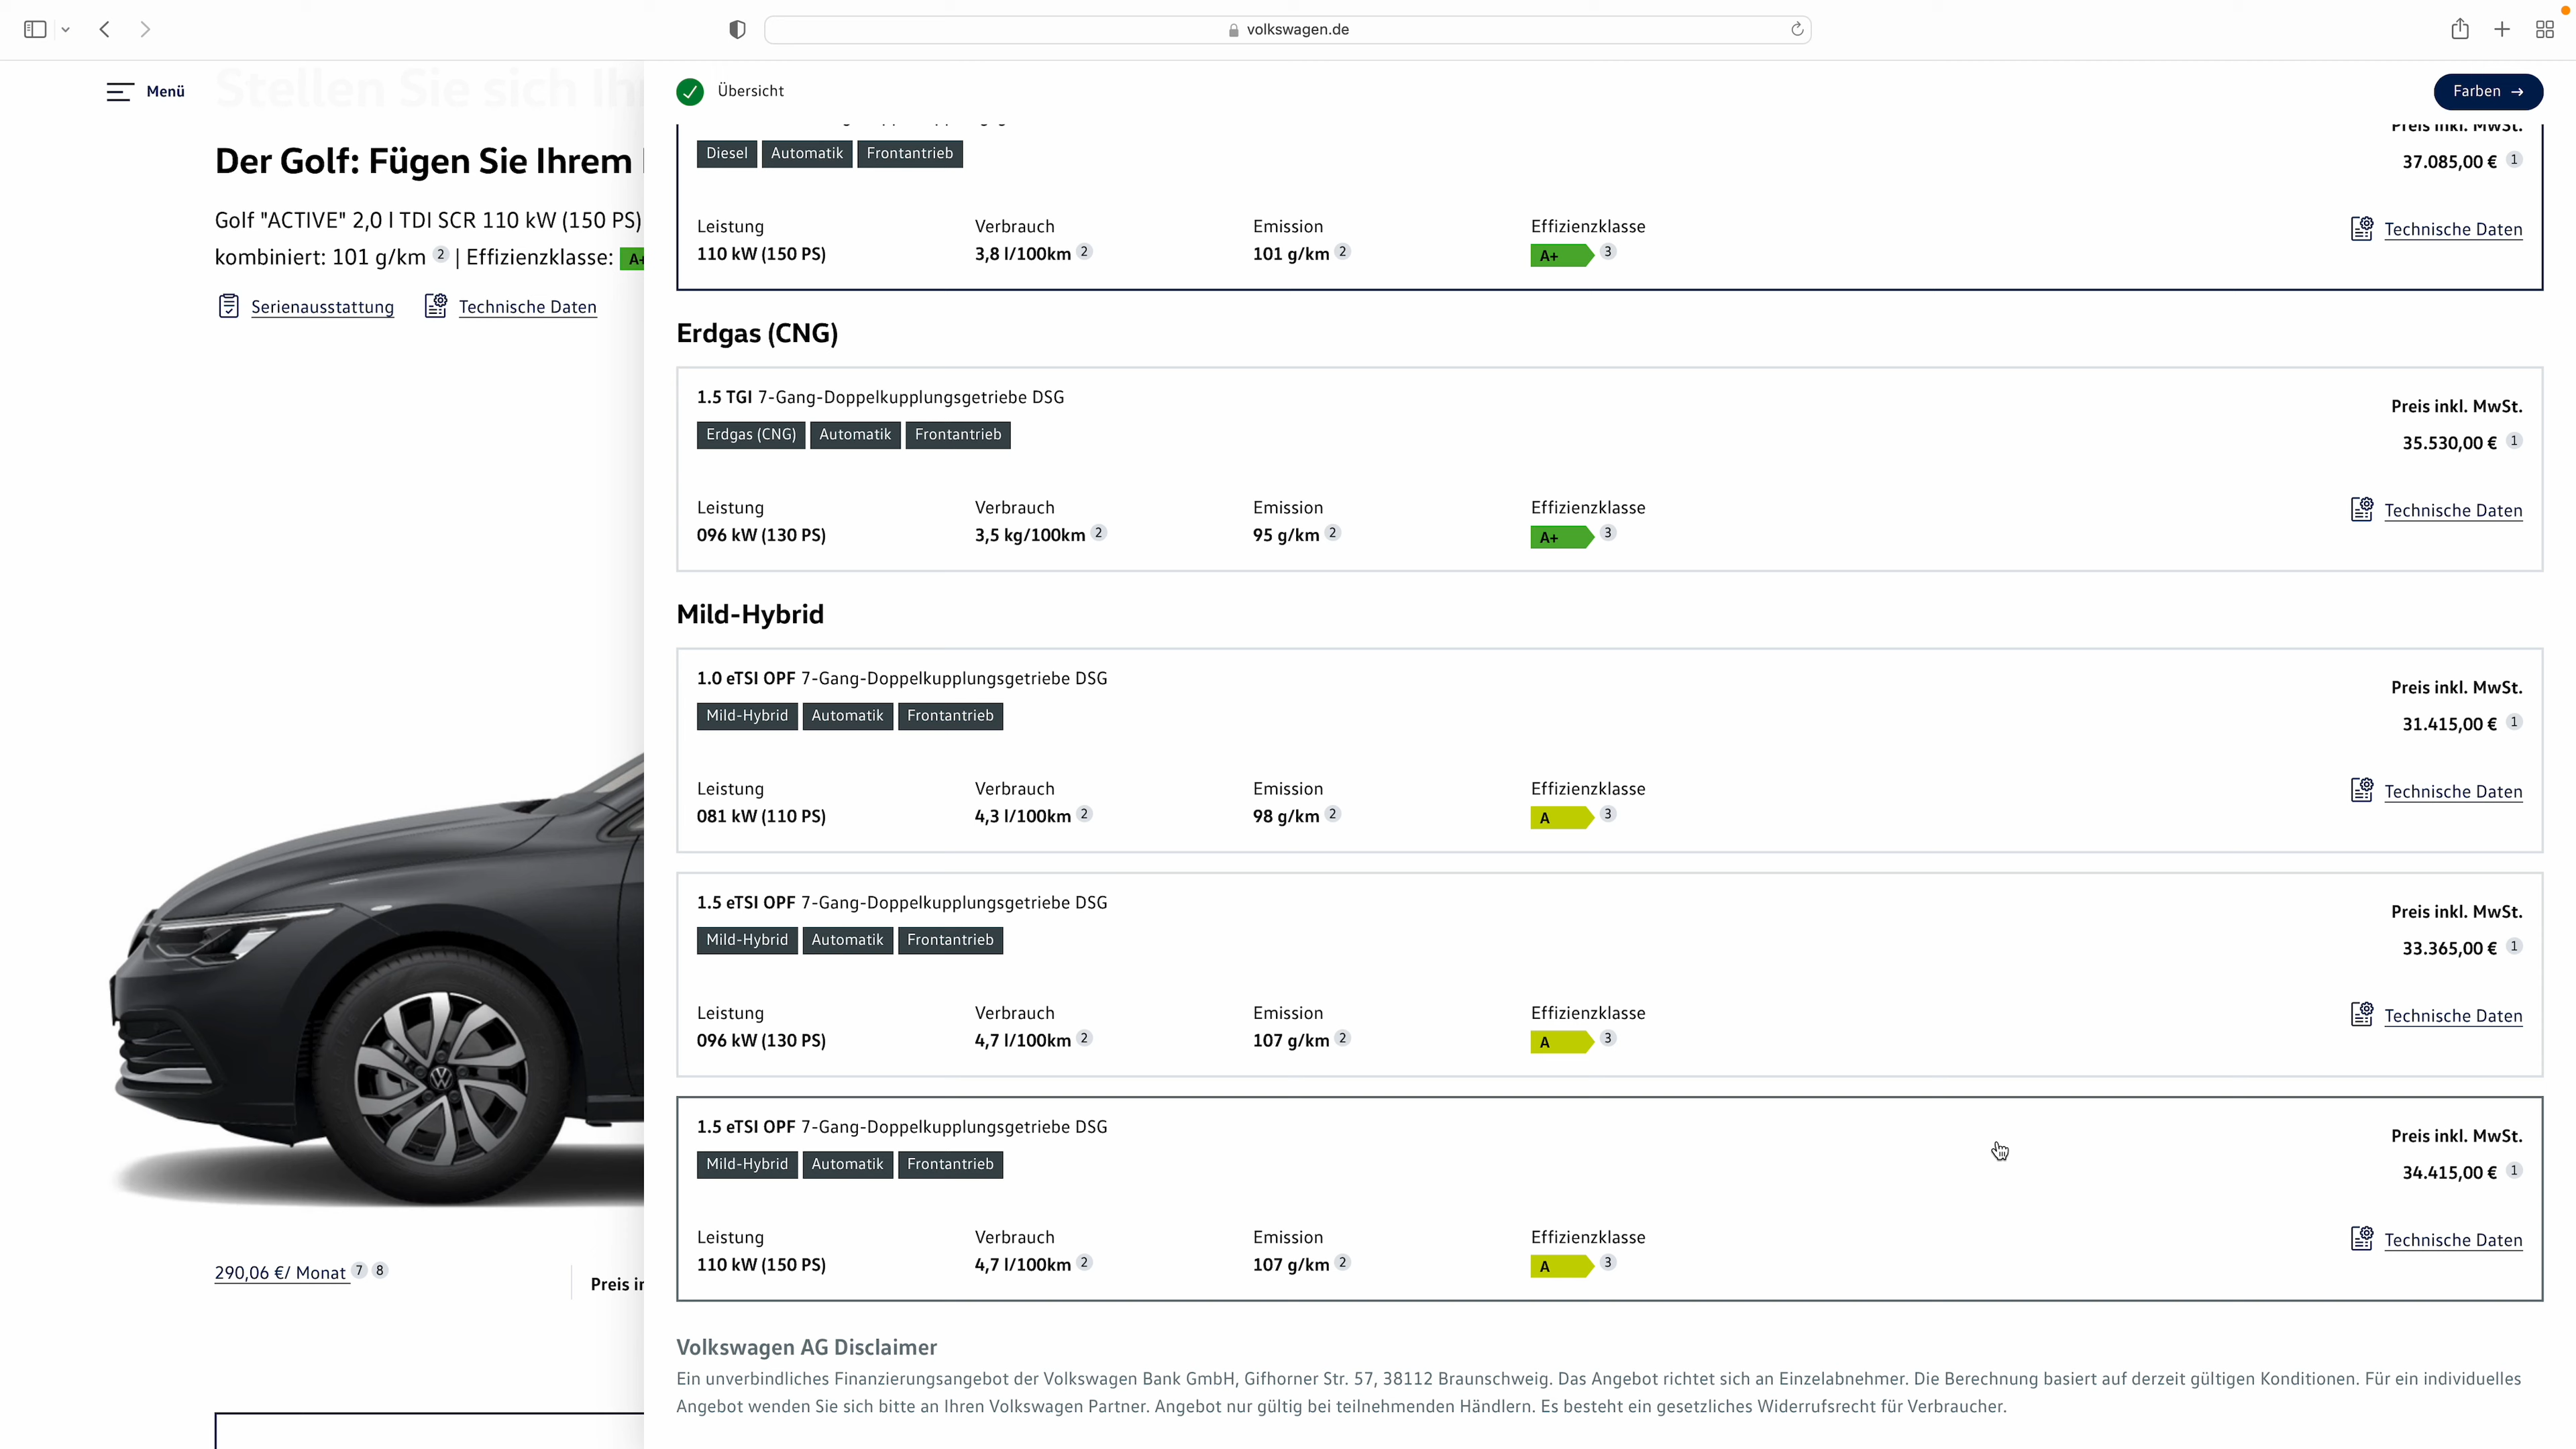 volkswagen.de
Menü
Stellen Sie sich
Der Golf: Fügen Sie Ihrem
Golf "ACTIVE" 2,0 l TDI SCR 110 kW (150 PS)
kombiniert: 101 g/km 2 | Effizienzklasse: A+
Serienausstattung Technische Daten
290,06 €/ Monat 7 8
Übersicht
Farben →
Preis inkl. MwSt.
Diesel Automatik Frontantrieb
37.085,00 € 1
Leistung Verbrauch Emission Effizienzklasse
Technische Daten
110 kW (150 PS) 3,8 l/100km 2 101 g/km 2 A+ 3
Erdgas (CNG)
1.5 TGI 7-Gang-Doppelkupplungsgetriebe DSG
Preis inkl. MwSt.
Erdgas (CNG) Automatik Frontantrieb
35.530,00 € 1
Leistung Verbrauch Emission Effizienzklasse
Technische Daten
096 kW (130 PS) 3,5 kg/100km 2 95 g/km 2 A+ 3
Mild-Hybrid
1.0 eTSI OPF 7-Gang-Doppelkupplungsgetriebe DSG
Preis inkl. MwSt.
Mild-Hybrid Automatik Frontantrieb
31.415,00 € 1
Leistung Verbrauch Emission Effizienzklasse
Technische Daten
081 kW (110 PS) 4,3 l/100km 2 98 g/km 2 A 3
1.5 eTSI OPF 7-Gang-Doppelkupplungsgetriebe DSG
Preis inkl. MwSt.
Mild-Hybrid Automatik Frontantrieb
33.365,00 € 1
Leistung Verbrauch Emission Effizienzklasse
Technische Daten
096 kW (130 PS) 4,7 l/100km 2 107 g/km 2 A 3
1.5 eTSI OPF 7-Gang-Doppelkupplungsgetriebe DSG
Preis inkl. MwSt.
Mild-Hybrid Automatik Frontantrieb
34.415,00 € 1
Leistung Verbrauch Emission Effizienzklasse
Technische Daten
110 kW (150 PS) 4,7 l/100km 2 107 g/km 2 A 3
Volkswagen AG Disclaimer
Ein unverbindliches Finanzierungsangebot der Volkswagen Bank GmbH, Gifhorner Str. 57, 38112 Braunschweig. Das Angebot richtet sich an Einzelabnehmer. Die Berechnung basiert auf derzeit gültigen Konditionen. Für ein individuelles
Angebot wenden Sie sich bitte an Ihren Volkswagen Partner. Angebot nur gültig bei teilnehmenden Händlern. Es besteht ein gesetzliches Widerrufsrecht für Verbraucher.